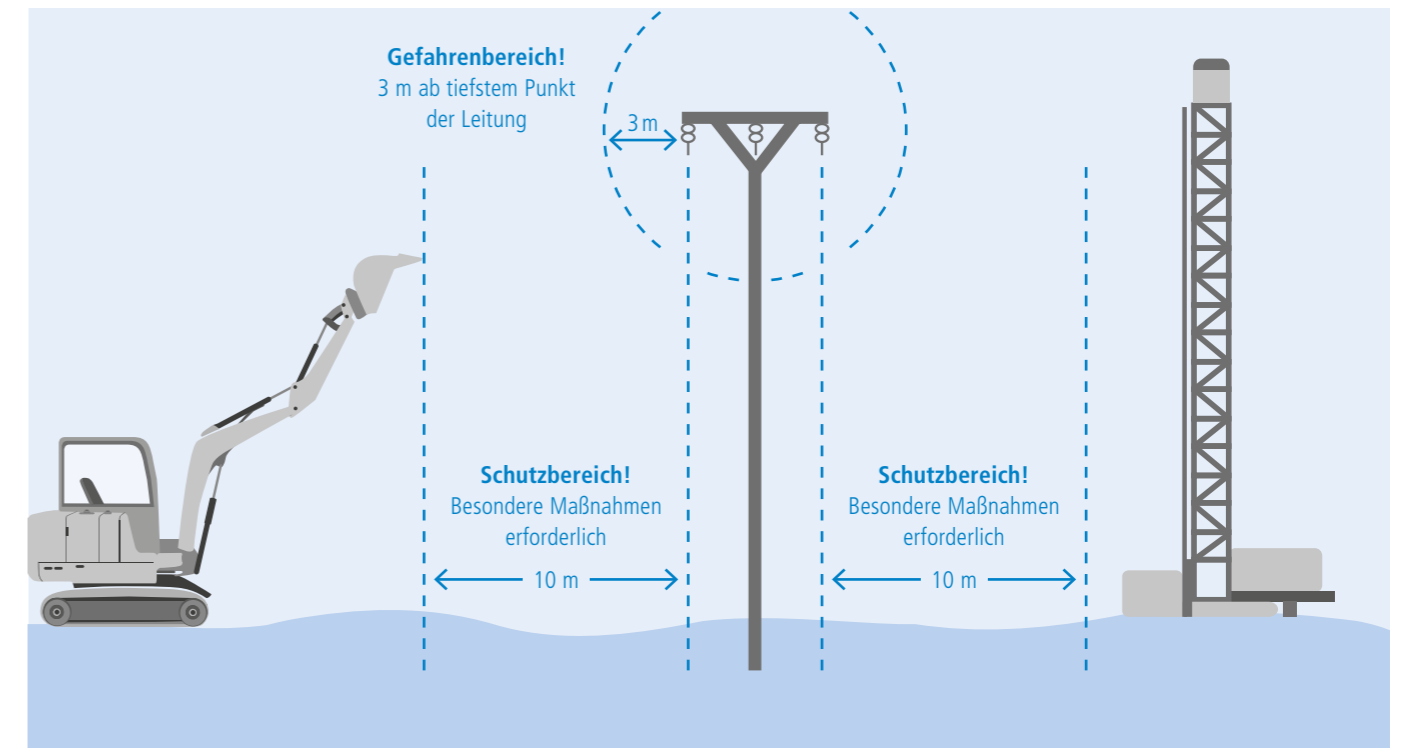 Gefahrenbereich!
3 m ab tiefstem Punkt
der Leitung
3 m
Schutzbereich!
Besondere Maßnahmen
erforderlich
10 m
Schutzbereich!
Besondere Maßnahmen
erforderlich
10 m